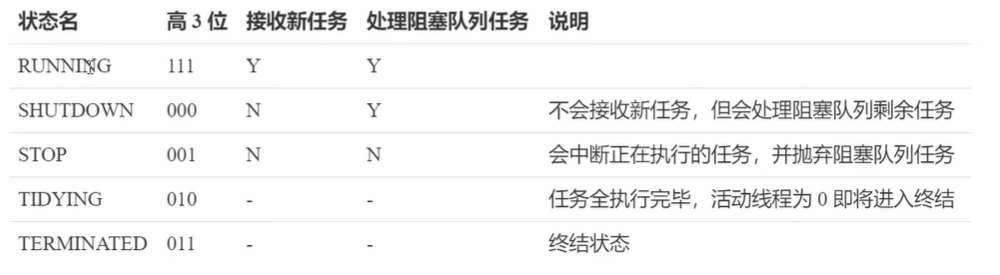 状态名 高 3 位 接收新任务 处理阻塞队列任务 说明
RUNNING 111 Y Y
SHUTDOWN 000 N Y 不会接收新任务，但会处理阻塞队列剩余任务
STOP 001 N N 会中断正在执行的任务，并抛弃阻塞队列任务
TIDYING 010 - - 任务全执行完毕，活动线程为 0 即将进入终结
TERMINATED 011 - - 终结状态